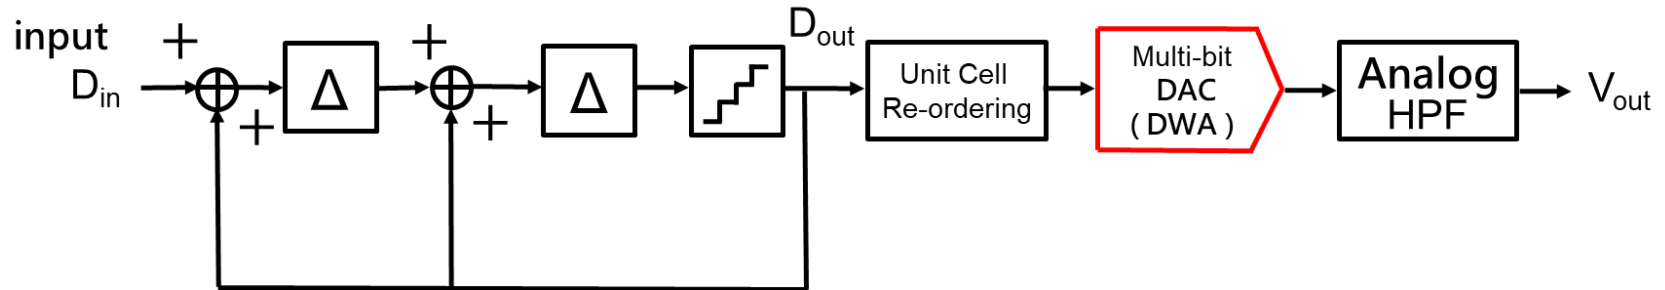 input
D_in
+
+
Δ
+
+
Δ
D_out
Unit Cell
Re-ordering
Multi-bit
DAC
( DWA )
Analog
HPF
V_out